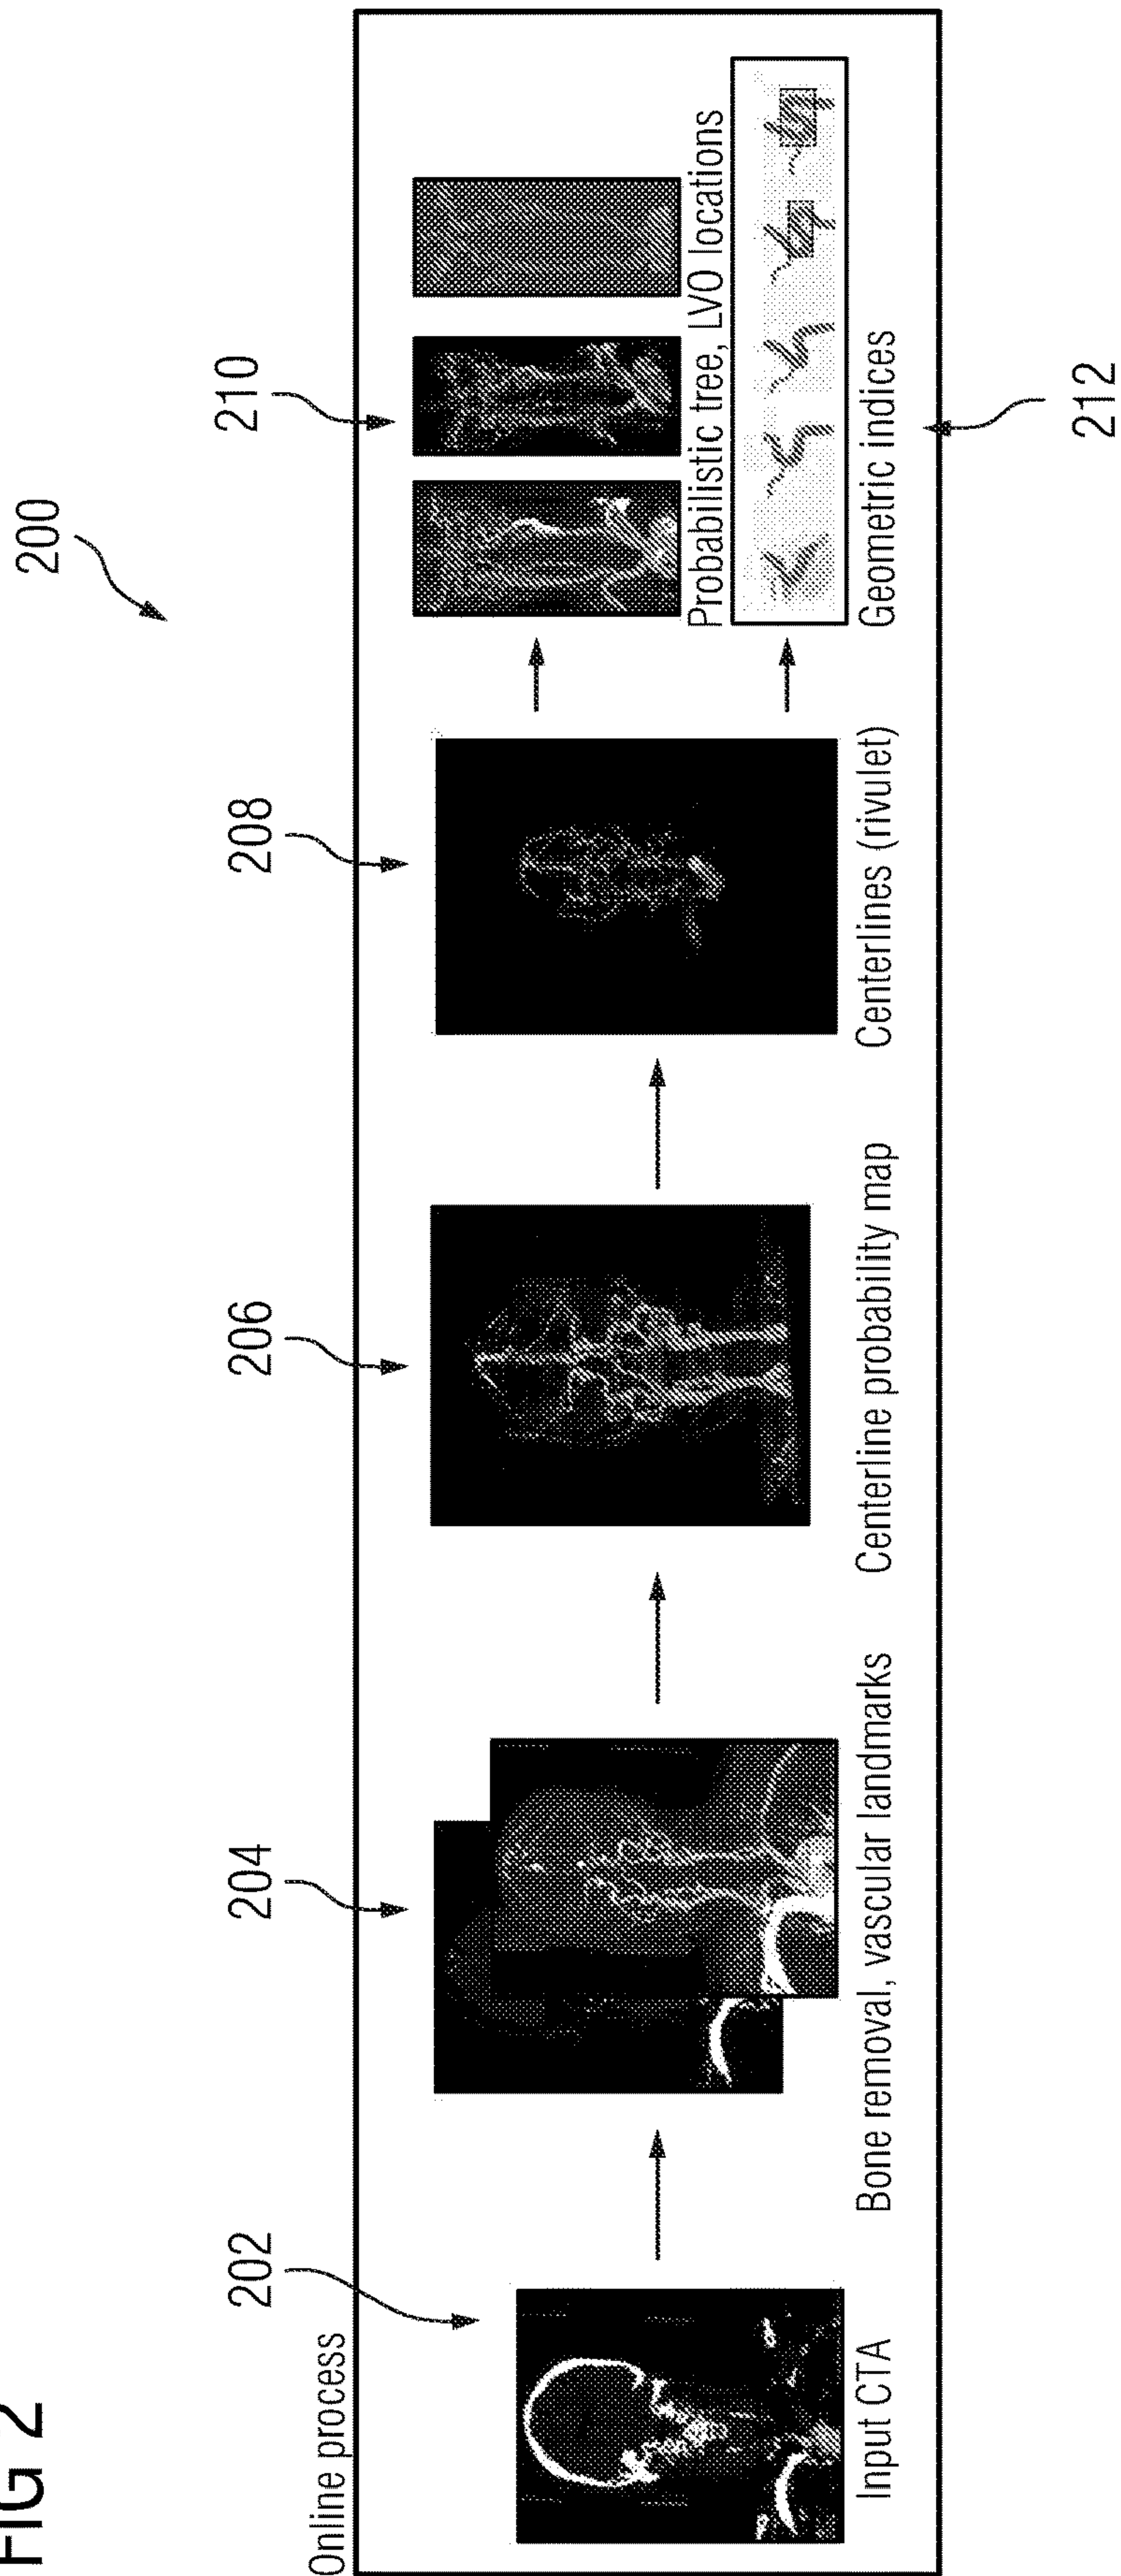 FIG 2
200
Online process
202
204
206
208
210
Input CTA
Bone removal, vascular landmarks
Centerline probability map
Centerlines (rivulet)
Probabilistic tree, LVO locations
Geometric indices
212